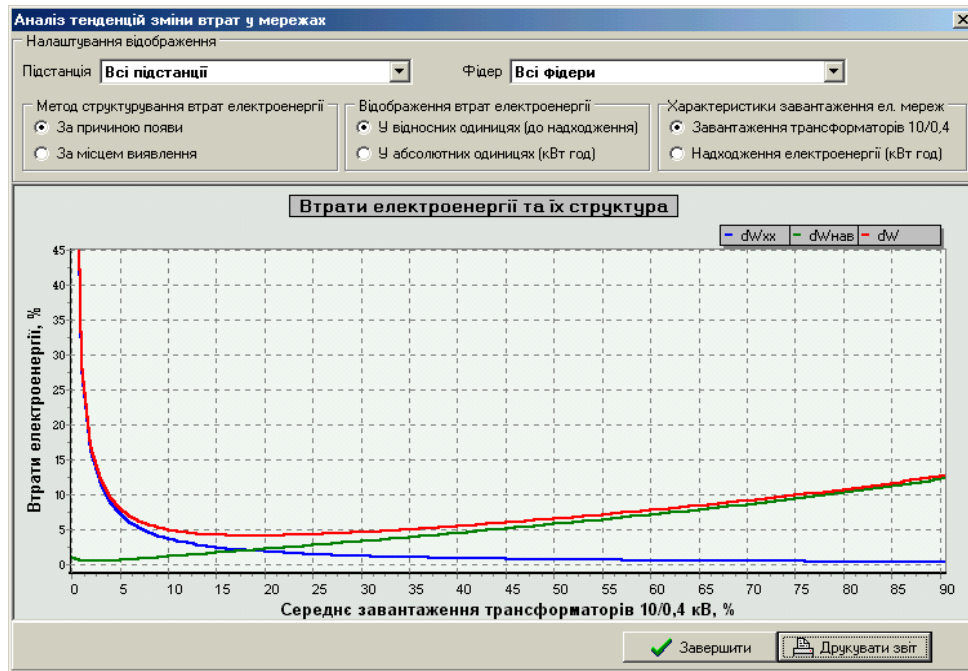 Аналіз тенденцій зміни втрат у мережах
Налаштування відображення
Підстанція Всі підстанції Фідер Всі фідери
Метод структурування втрат електроенергії
За причиною появи
За місцем виявлення
Відображення втрат електроенергії
У відносних одиницях (до надходження)
У абсолютних одиницях (кВт год)
Характеристики завантаження ел. мереж
Завантаження трансформаторів 10/0,4
Надходження електроенергії (кВт год)
Втрати електроенергії та їх структура
dWхх dWнав dW
Втрати електроенергії, %
45
40
35
30
25
20
15
10
5
0
0 5 10 15 20 25 30 35 40 45 50 55 60 65 70 75 80 85 90
Середнє завантаження трансформаторів 10/0,4 кВ, %
Завершити Друкувати звіт